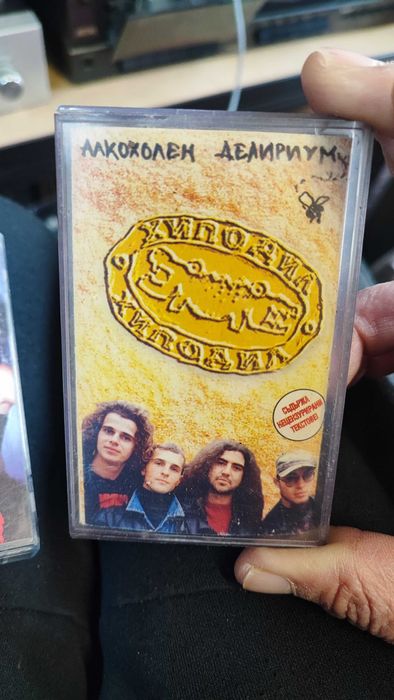 АЛКОХОЛЕН ДЕЛИРИУМ
ХИПОДИЛ
ХИПОДИЛ
СЪДЪРЖА
НЕЦЕНЗУРИРАНИ
ТЕКСТОВЕ!